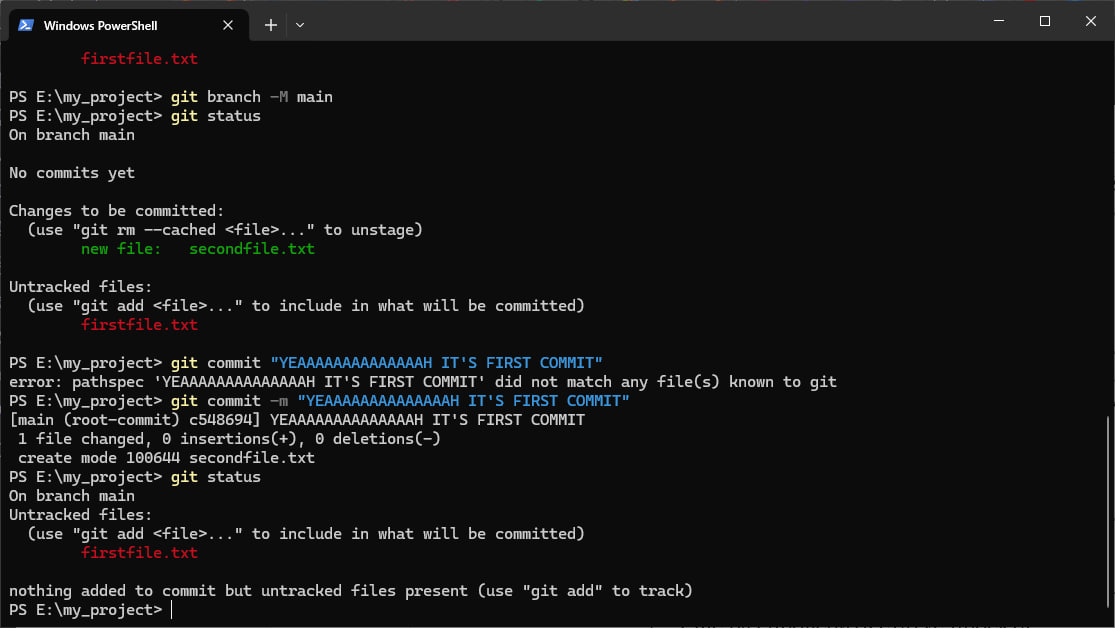 Windows PowerShell
firstfile.txt
PS E:\my_project> git branch -M main
PS E:\my_project> git status
On branch main
No commits yet
Changes to be committed:
(use "git rm --cached <file>..." to unstage)
new file:   secondfile.txt
Untracked files:
(use "git add <file>..." to include in what will be committed)
firstfile.txt
PS E:\my_project> git commit "YEAAAAAAAAAAAAAAH IT'S FIRST COMMIT"
error: pathspec 'YEAAAAAAAAAAAAAAH IT'S FIRST COMMIT' did not match any file(s) known to git
PS E:\my_project> git commit -m "YEAAAAAAAAAAAAAAH IT'S FIRST COMMIT"
[main (root-commit) c548694] YEAAAAAAAAAAAAAAH IT'S FIRST COMMIT
1 file changed, 0 insertions(+), 0 deletions(-)
create mode 100644 secondfile.txt
PS E:\my_project> git status
On branch main
Untracked files:
(use "git add <file>..." to include in what will be committed)
firstfile.txt
nothing added to commit but untracked files present (use "git add" to track)
PS E:\my_project>